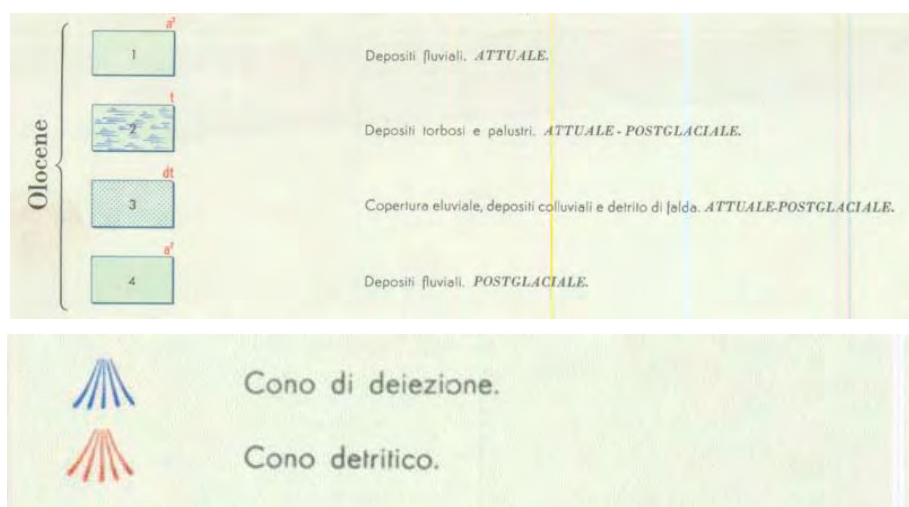 Olocene
a²
1 Depositi fluviali. ATTUALE.
t
2 Depositi torbosi e palustri. ATTUALE - POSTGLACIALE.
dt
3 Copertura eluviale, depositi colluviali e detrito di falda. ATTUALE-POSTGLACIALE.
4 Depositi fluviali. POSTGLACIALE.
Cono di deiezione.
Cono detritico.